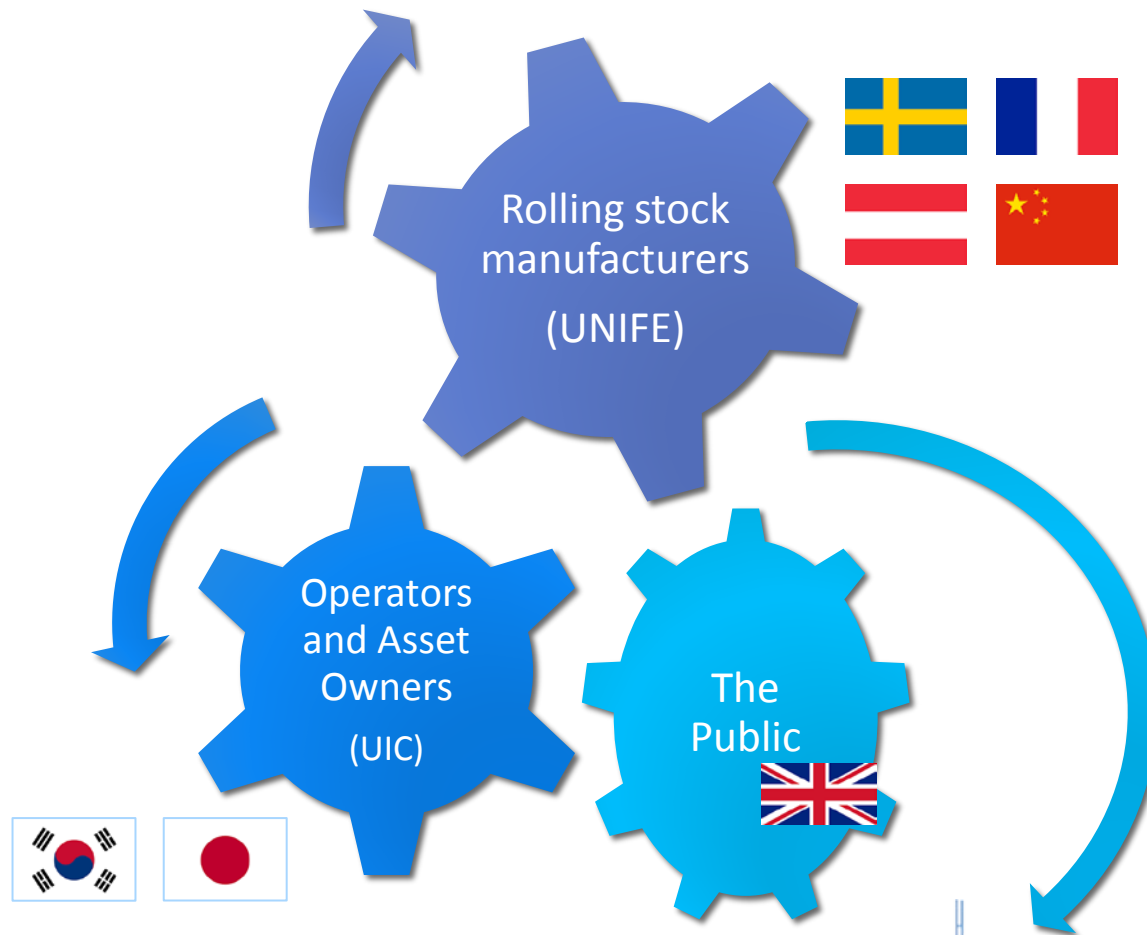 Rolling stock
manufacturers
(UNIFE)
Operators
and Asset
Owners
(UIC)
The
Public